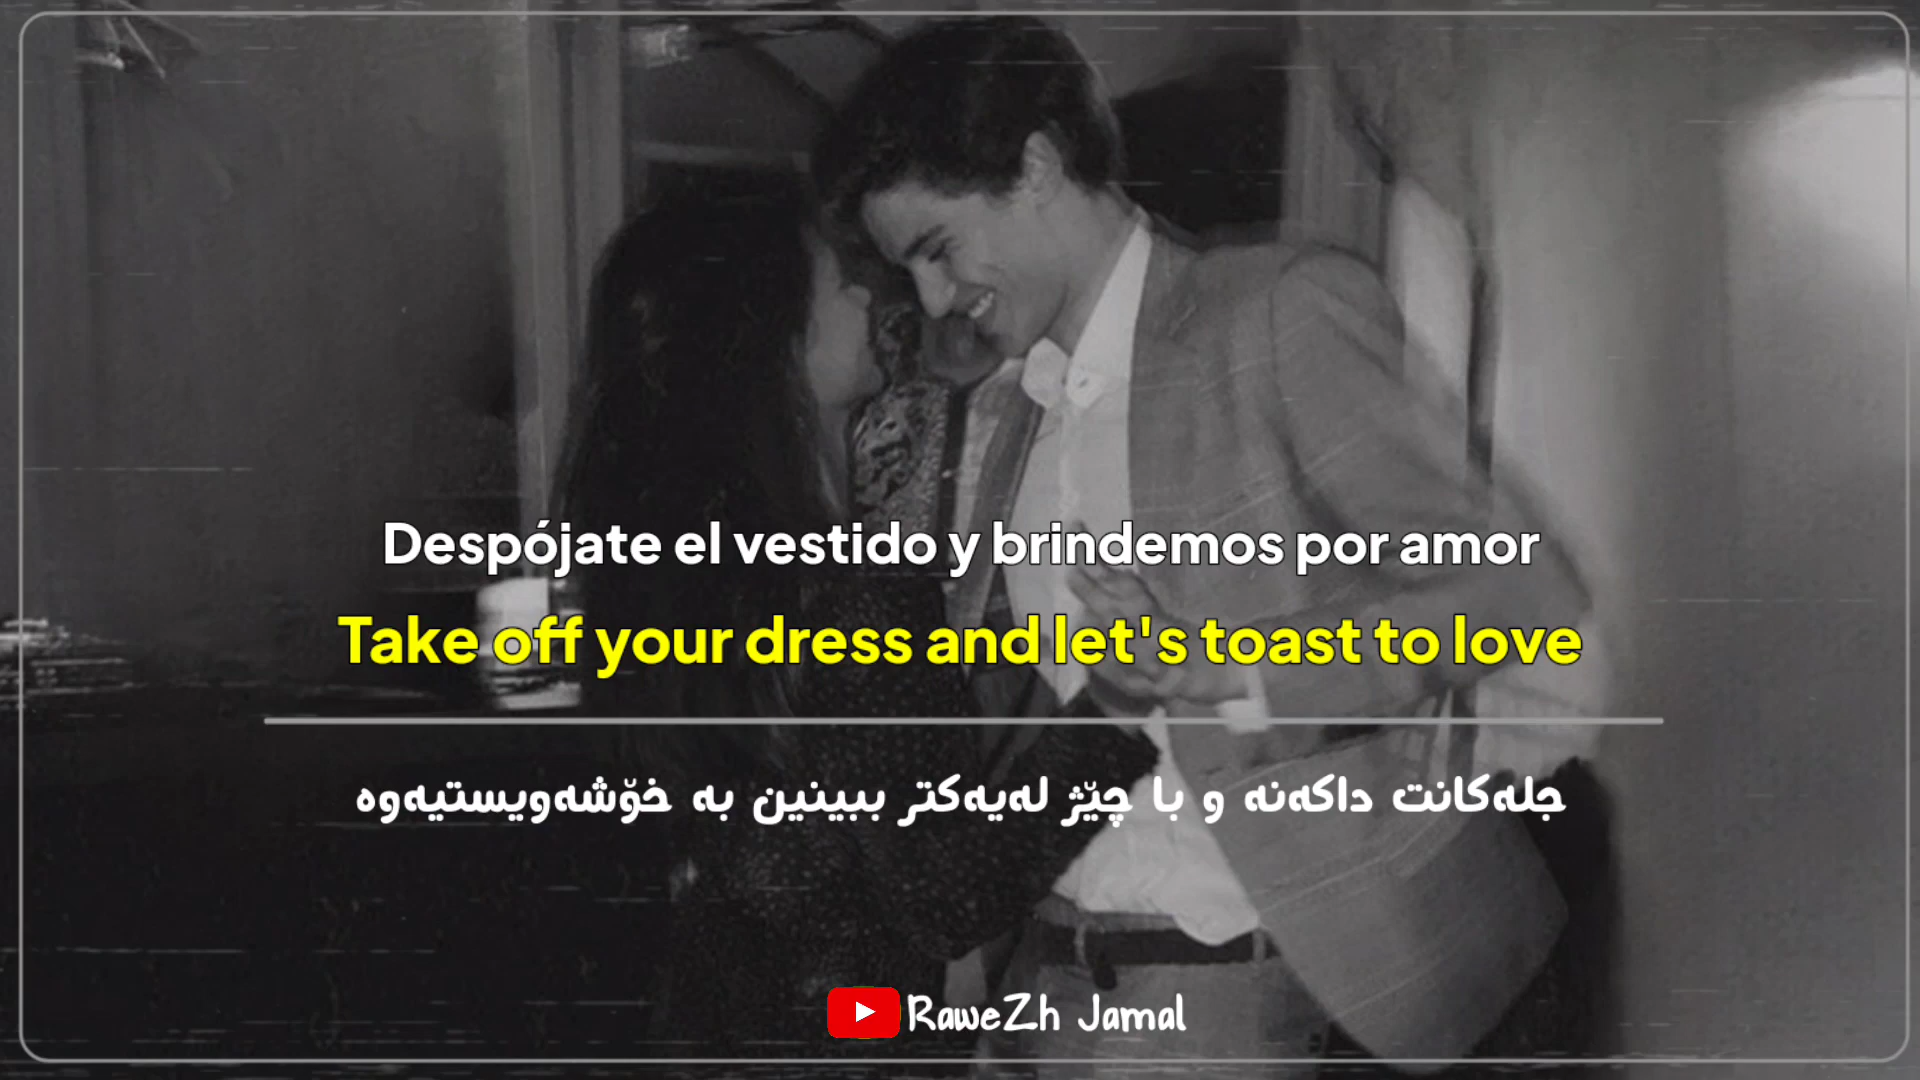 Despójate el vestido y brindemos por amor
Take off your dress and let's toast to love
جلەکانت داکەنە و با چێژ لەیەکتر ببینین بە خۆشەویستیەوە
RaweZh Jamal